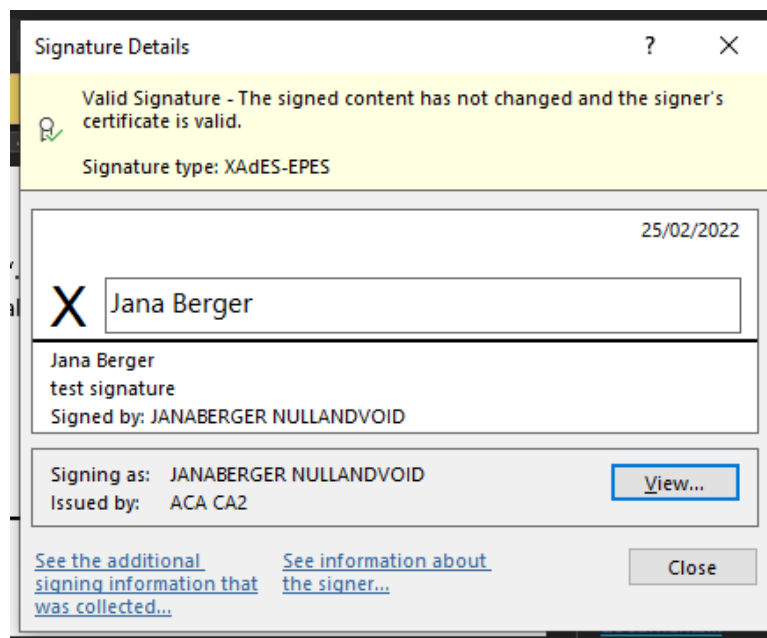 Signature Details ? X
Valid Signature - The signed content has not changed and the signer's
certificate is valid.
Signature type: XAdES-EPES
25/02/2022
X Jana Berger
Jana Berger
test signature
Signed by: JANABERGER NULLANDVOID
Signing as: JANABERGER NULLANDVOID
View...
Issued by: ACA CA2
See the additional
signing information that
was collected...
See information about
the signer...
Close